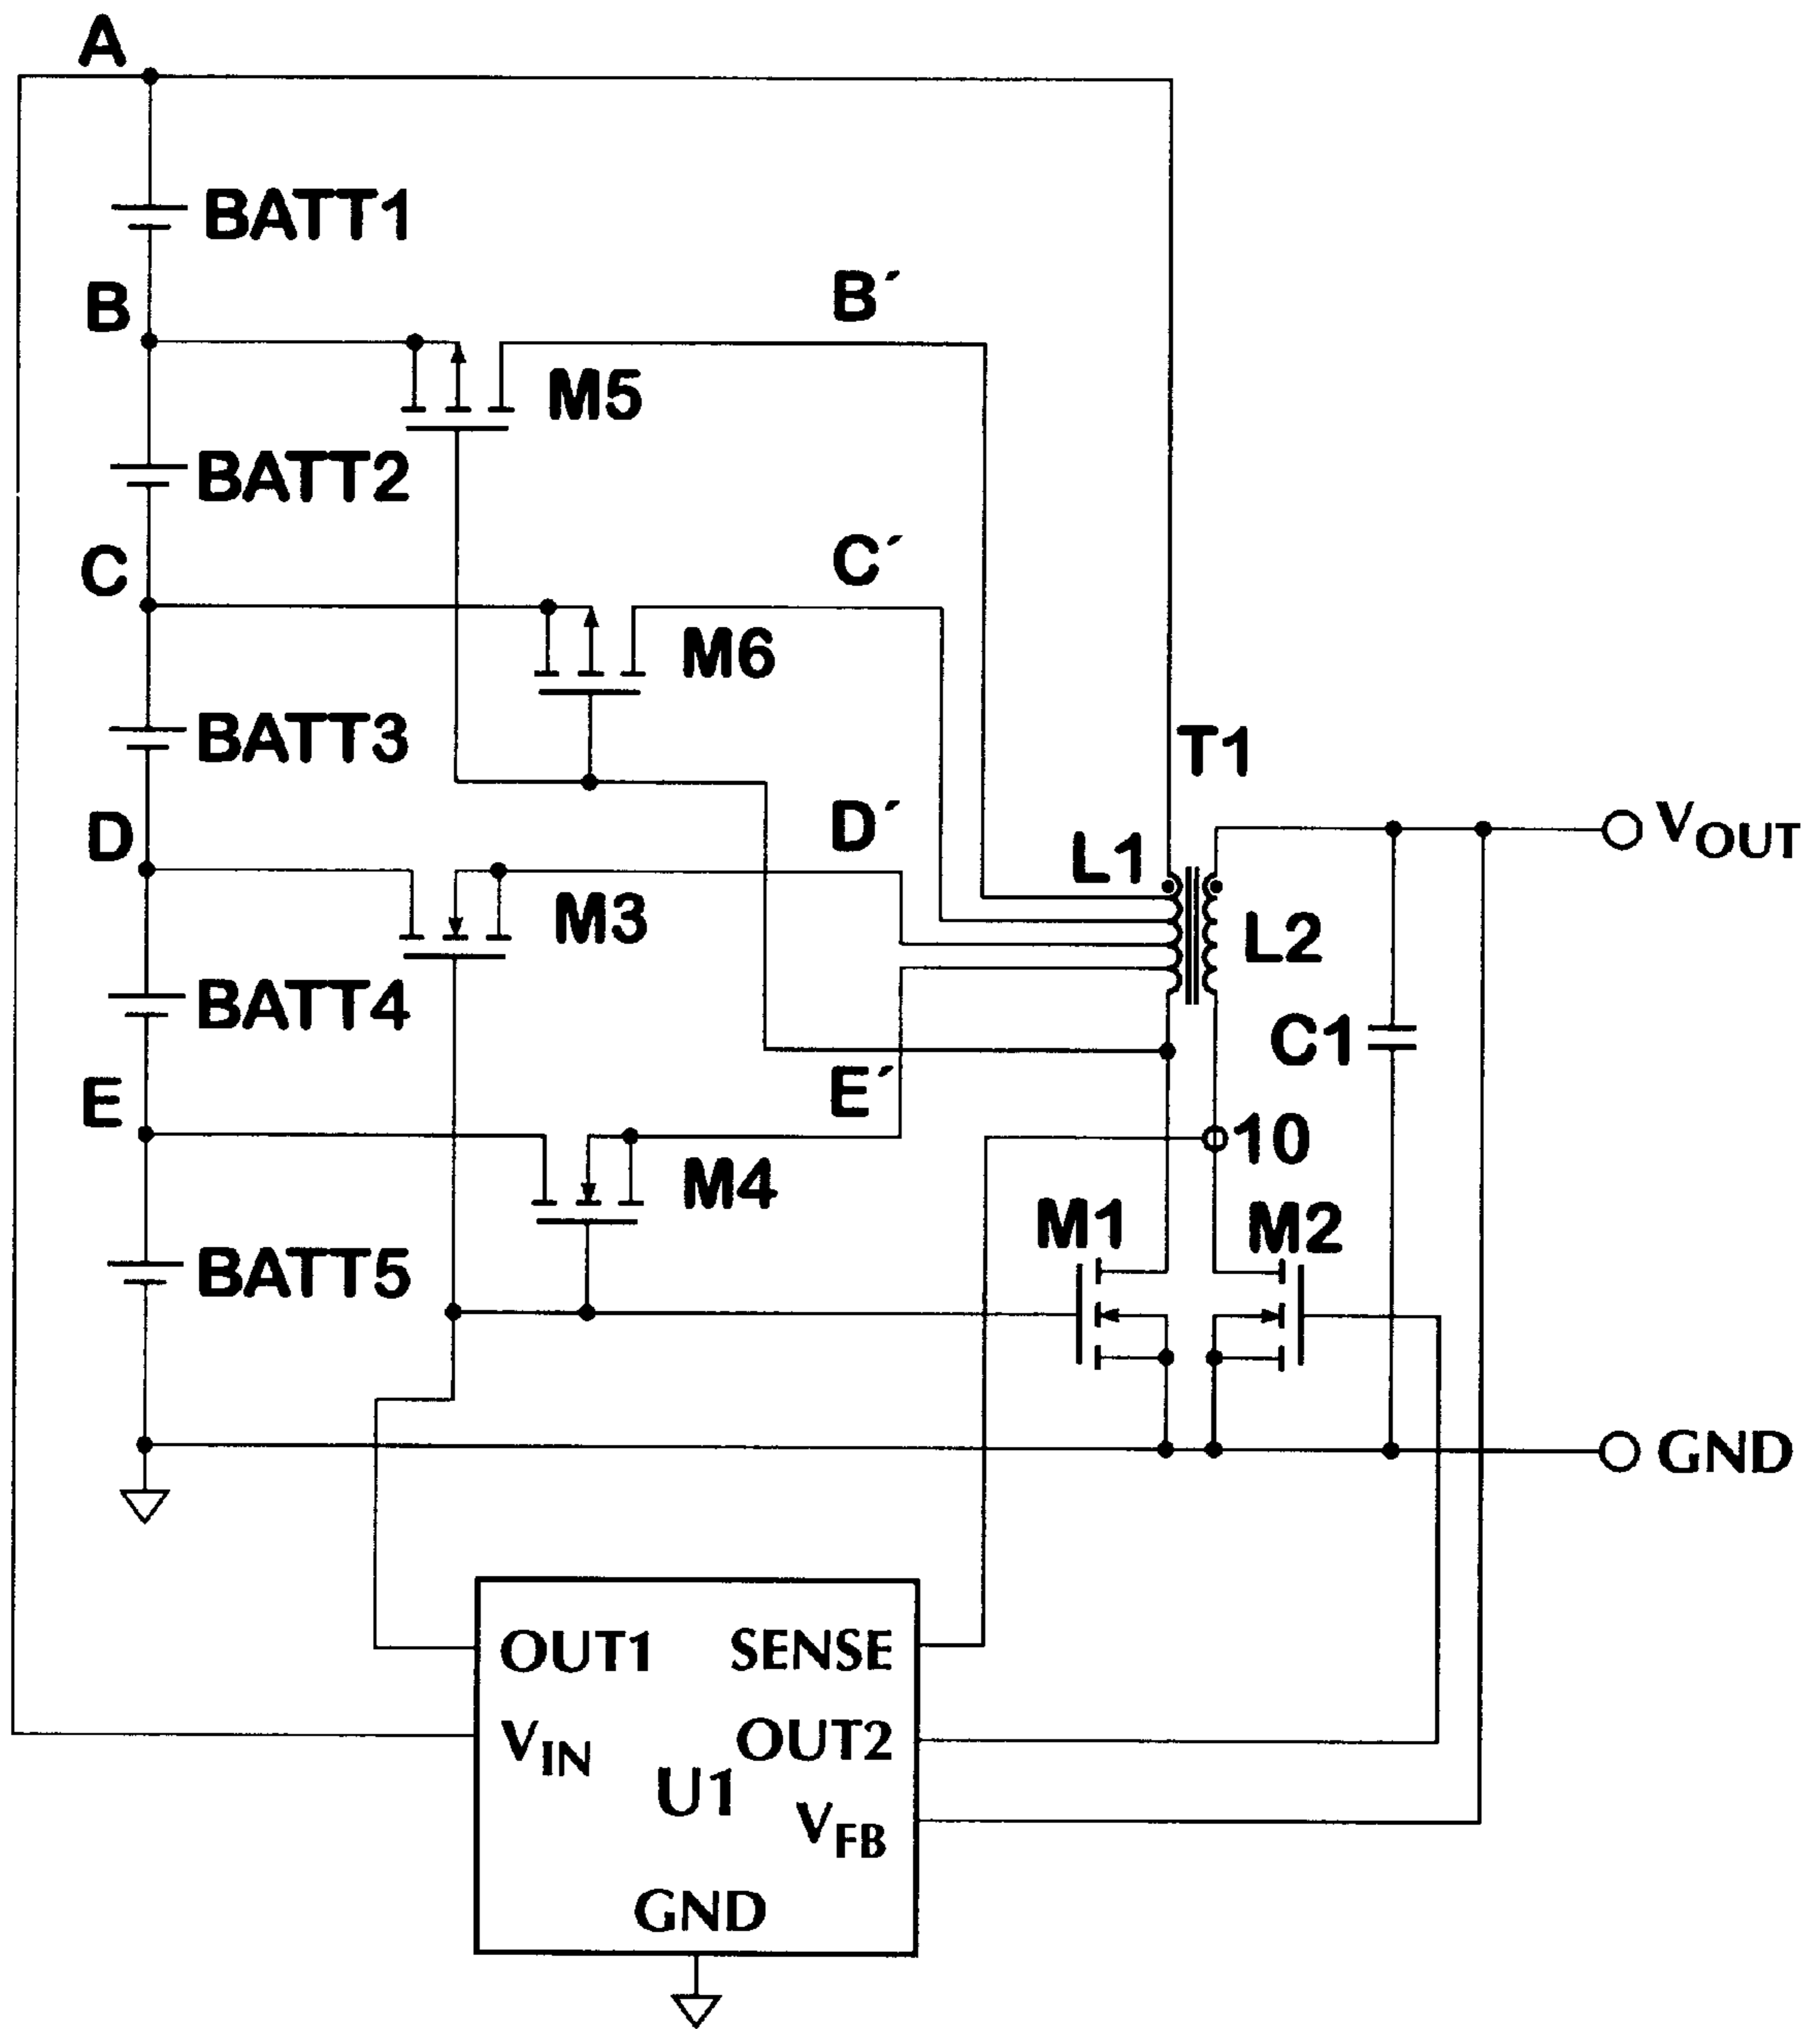 A
BATT1
B
B´
M5
BATT2
C
C´
M6
BATT3
T1
D
D´
L1
VOUT
M3
L2
BATT4
C1
E
E´
10
M4
M1
M2
BATT5
GND
OUT1
SENSE
VIN
OUT2
U1
VFB
GND